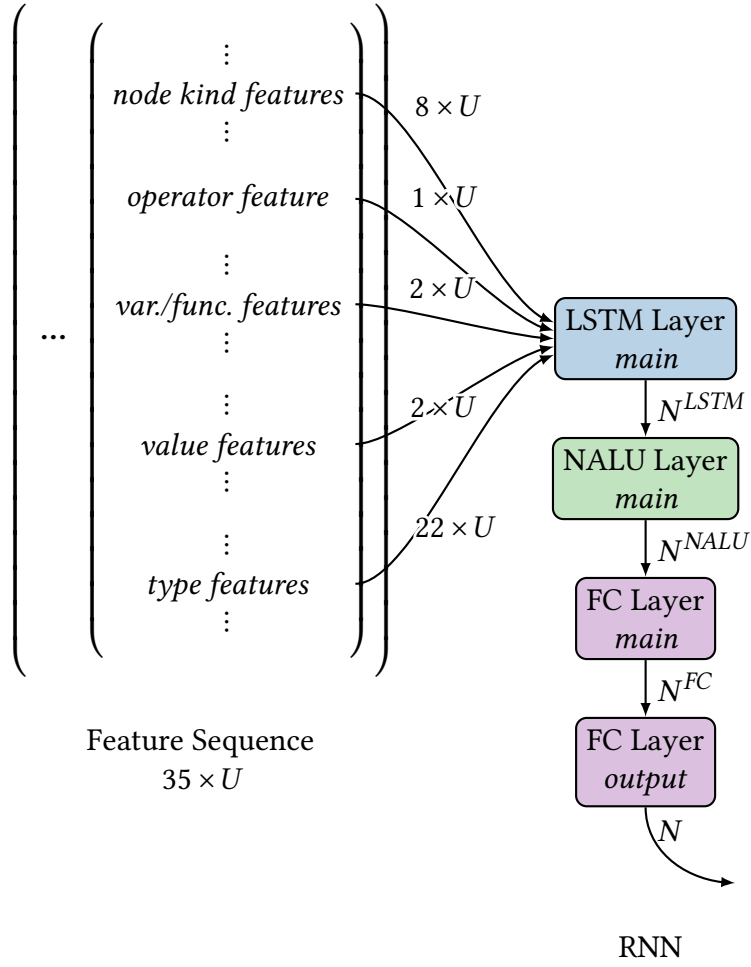 ⋮
node kind features
⋮
operator feature
⋮
var./func. features
⋮
...
⋮
value features
⋮
⋮
type features
⋮
8 × U
1 × U
2 × U
2 × U
22 × U
Feature Sequence
35 × U
LSTM Layer
main
N^LSTM
NALU Layer
main
N^NALU
FC Layer
main
N^FC
FC Layer
output
N
RNN